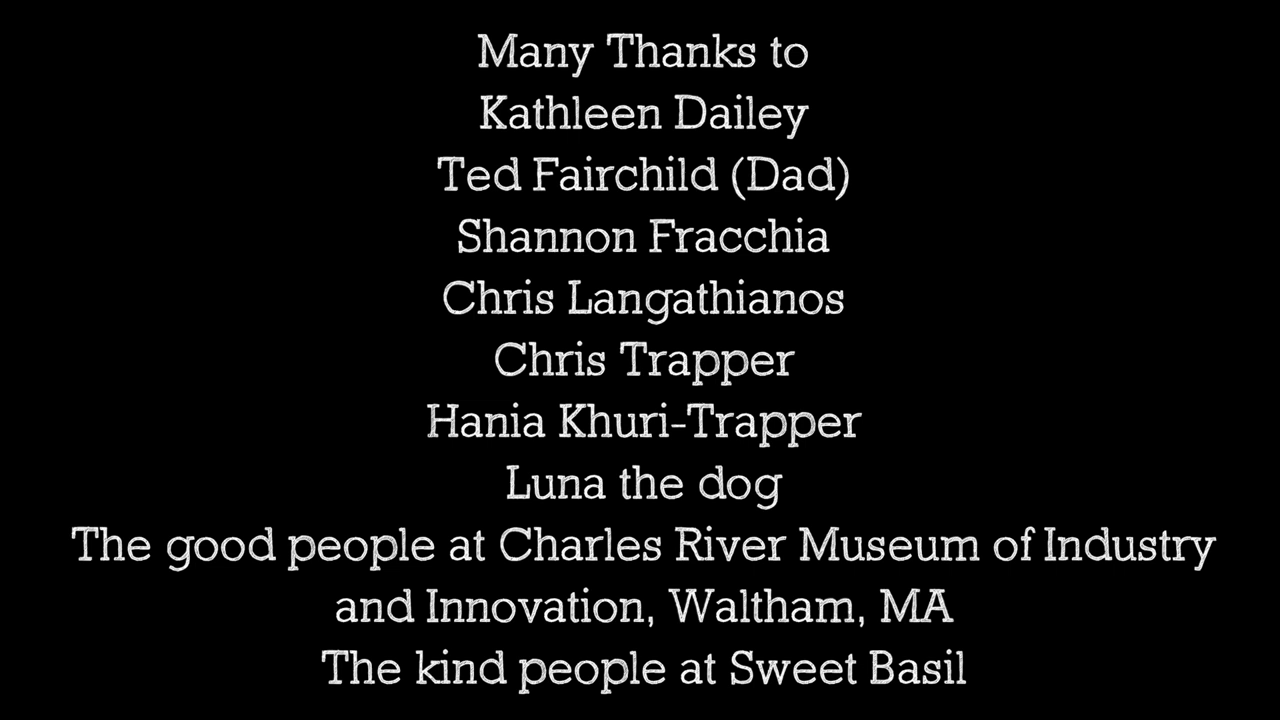 Many Thanks to
Kathleen Dailey
Ted Fairchild (Dad)
Shannon Fracchia
Chris Langathianos
Chris Trapper
Hania Khuri-Trapper
Luna the dog
The good people at Charles River Museum of Industry
and Innovation, Waltham, MA
The kind people at Sweet Basil